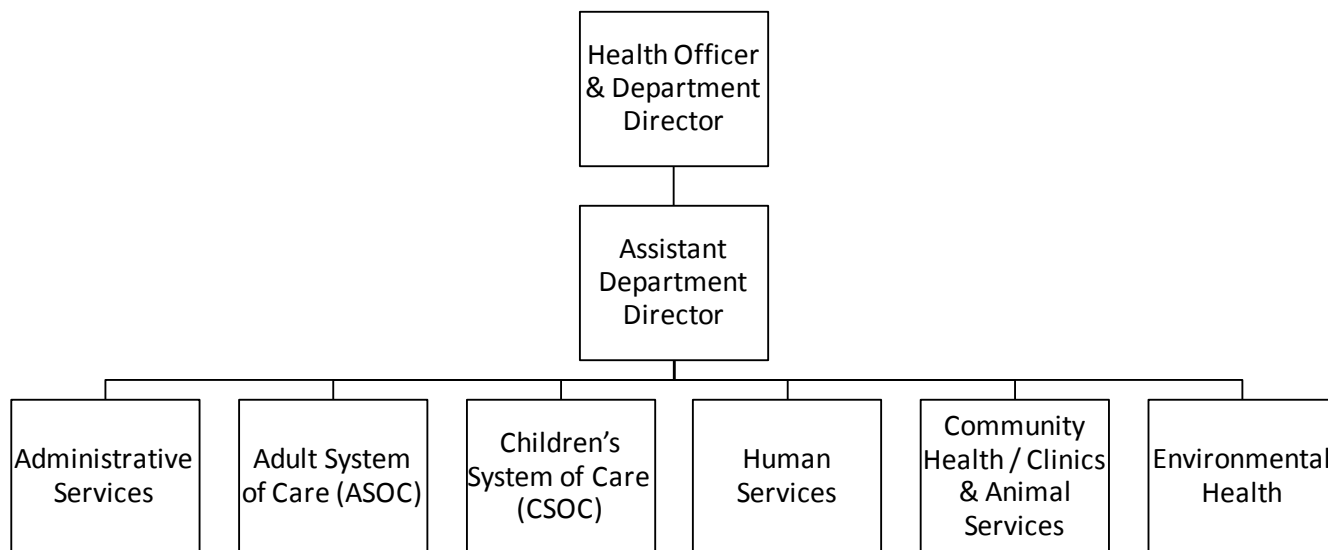 Health Officer
& Department
Director
Assistant
Department
Director
Administrative
Services
Adult System
of Care (ASOC)
Children's
System of Care
(CSOC)
Human
Services
Community
Health / Clinics
& Animal
Services
Environmental
Health